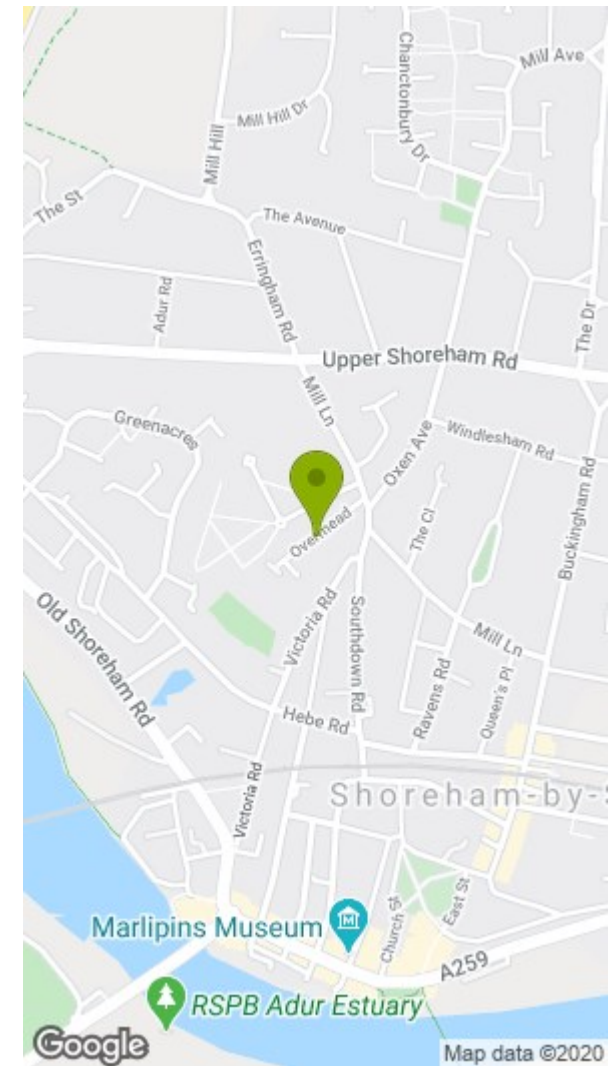 Mill Ave
Chanctonbury Dr
Mill Hill Dr
Mill Hill
The St
The Avenue
Erringham Rd
Adur Rd
The Dr
Upper Shoreham Rd
Mill Ln
Greenacres
Oxen Ave
Windlesham Rd
Buckingham Rd
The Cl
Overmead
Old Shoreham Rd
Victoria Rd
Southdown Rd
Mill Ln
Ravens Rd
Queen's Pl
Hebe Rd
Victoria Rd
Shoreham-by-S
Marlipins Museum
Church St
East St
A259
RSPB Adur Estuary
Google
Map data ©2020